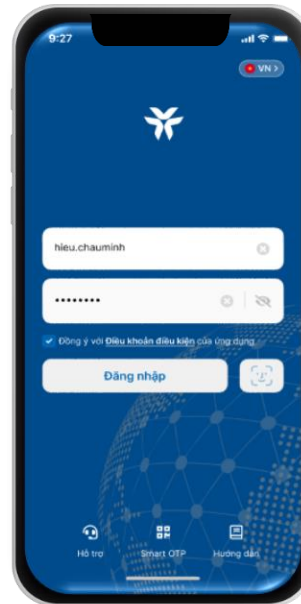 9:27
VN >
hieu.chauminh
••••••••
Đồng ý với Điều khoản điều kiện của ứng dụng
Đăng nhập
Hỗ trợ Smart OTP Hướng dẫn